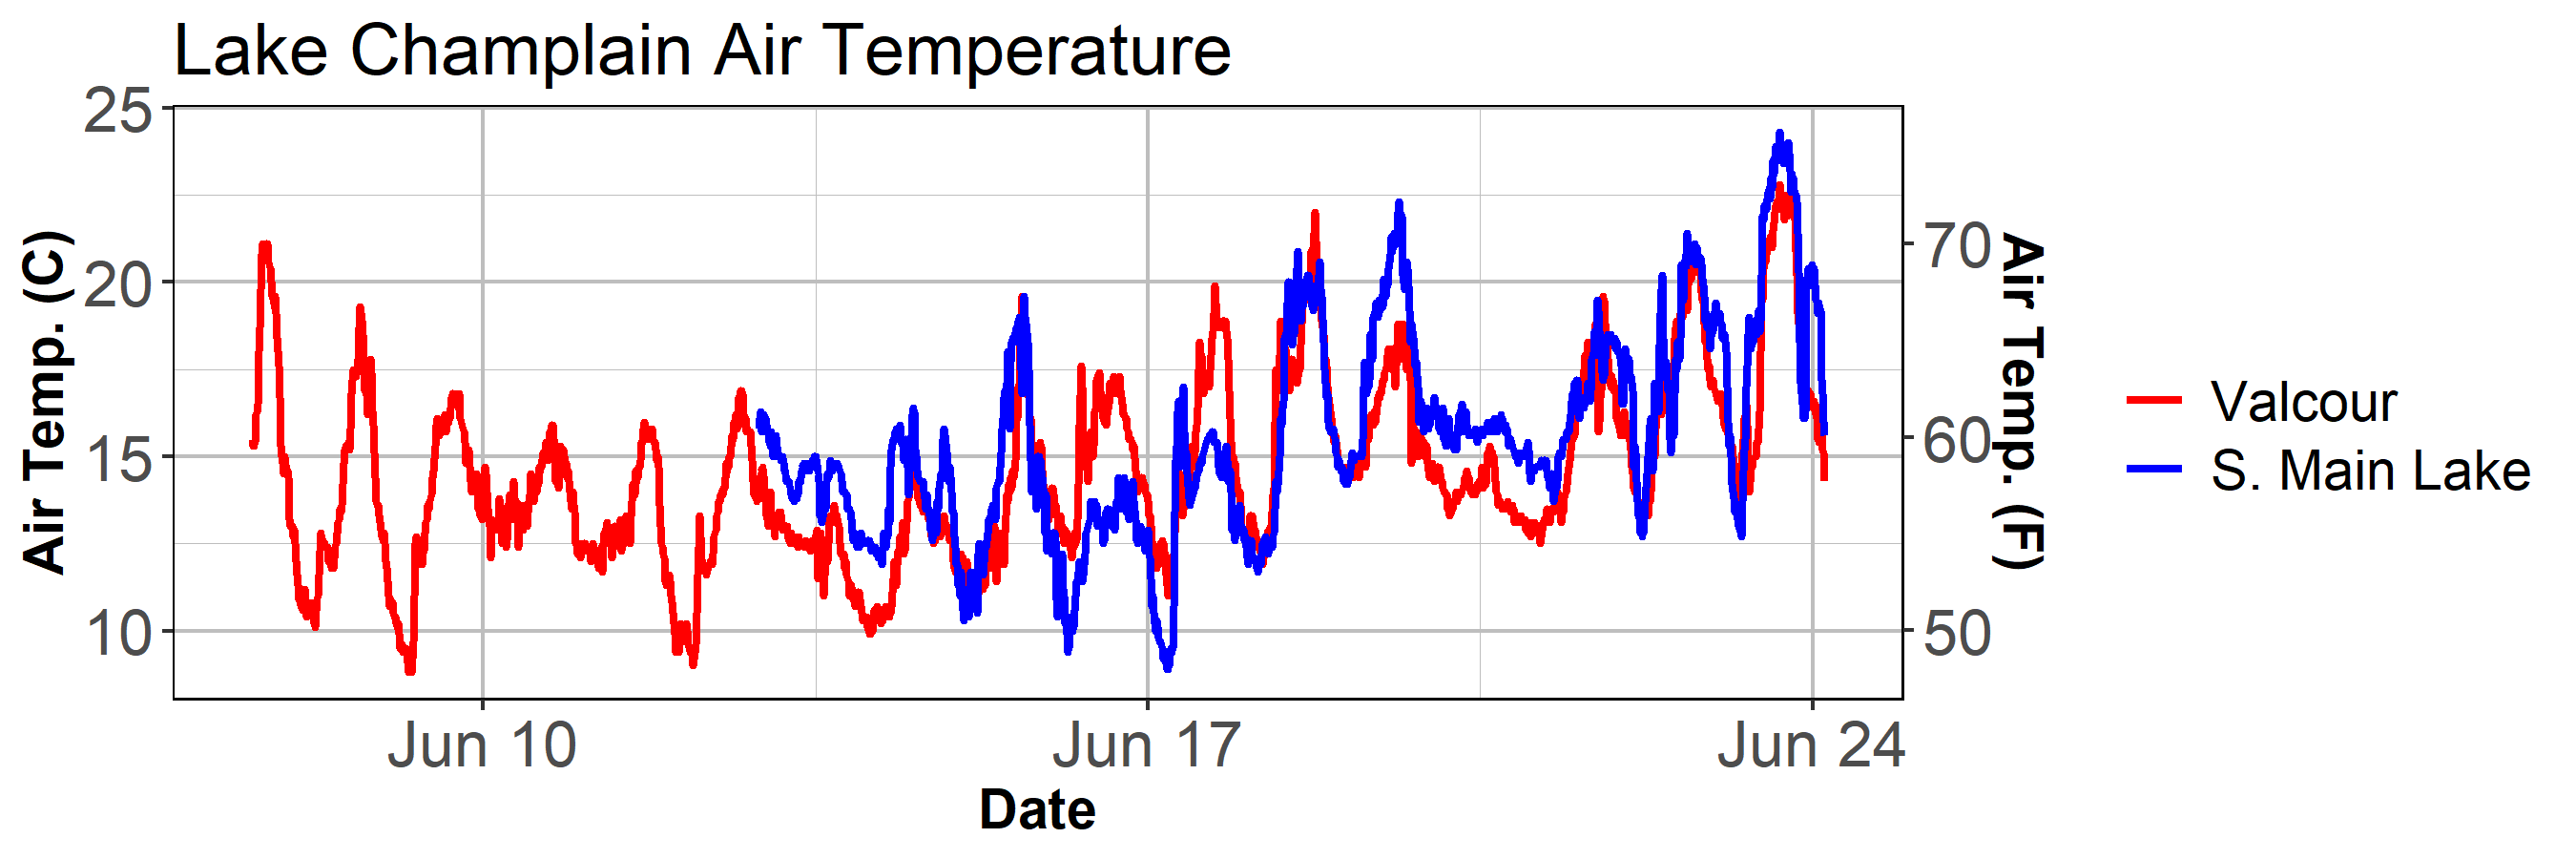 Lake Champlain Air Temperature
25
20
15
10
Air Temp. (C)
70
60
50
Air Temp. (F)
Jun 10
Jun 17
Jun 24
Date
Valcour
S. Main Lake